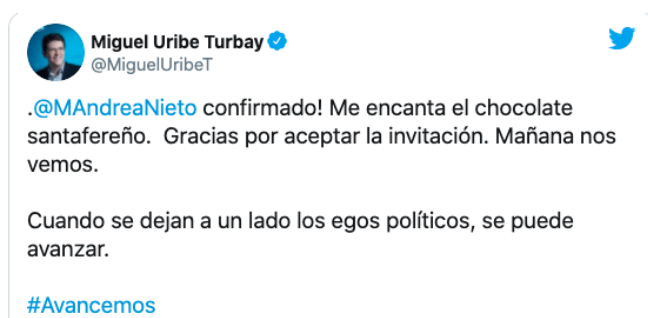 Miguel Uribe Turbay
@MiguelUribeT
.@MAndreaNieto confirmado! Me encanta el chocolate
santafereño.  Gracias por aceptar la invitación. Mañana nos
vemos.
Cuando se dejan a un lado los egos políticos, se puede
avanzar.
#Avancemos